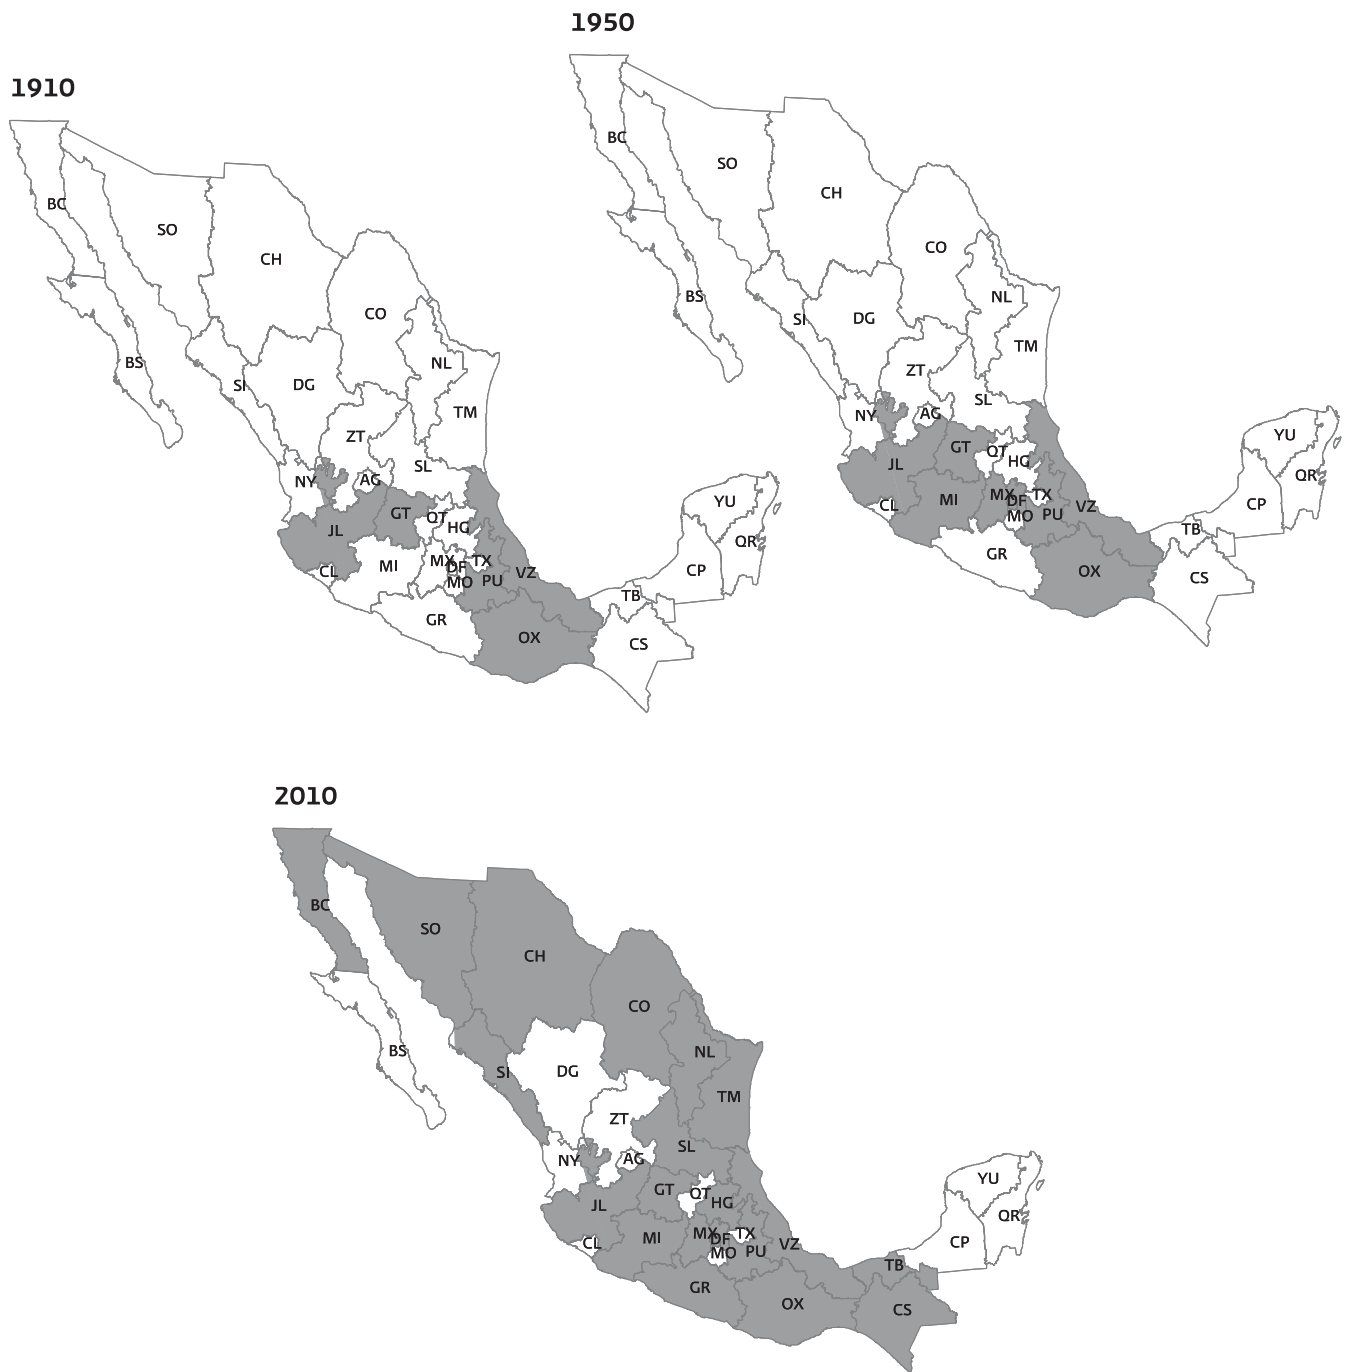 1950
1910
BC
SO
CH
CO
BS
NL
SI
DG
TM
ZT
SL
NY
AG
YU
GT
QT
JL
HG
QR
MX
TX
MI
DF
CP
CL
MO
PU
VZ
TB
GR
OX
CS
BC
SO
CH
CO
BS
NL
SI
DG
TM
ZT
SL
NY
AG
YU
GT
QT
JL
HG
QR
MX
TX
MI
DF
CP
CL
MO
PU
VZ
TB
GR
OX
CS
2010
BC
SO
CH
CO
BS
NL
SI
DG
TM
ZT
SL
NY
AG
YU
GT
QT
JL
HG
QR
MX
TX
MI
DF
CP
CL
MO
PU
VZ
TB
GR
OX
CS